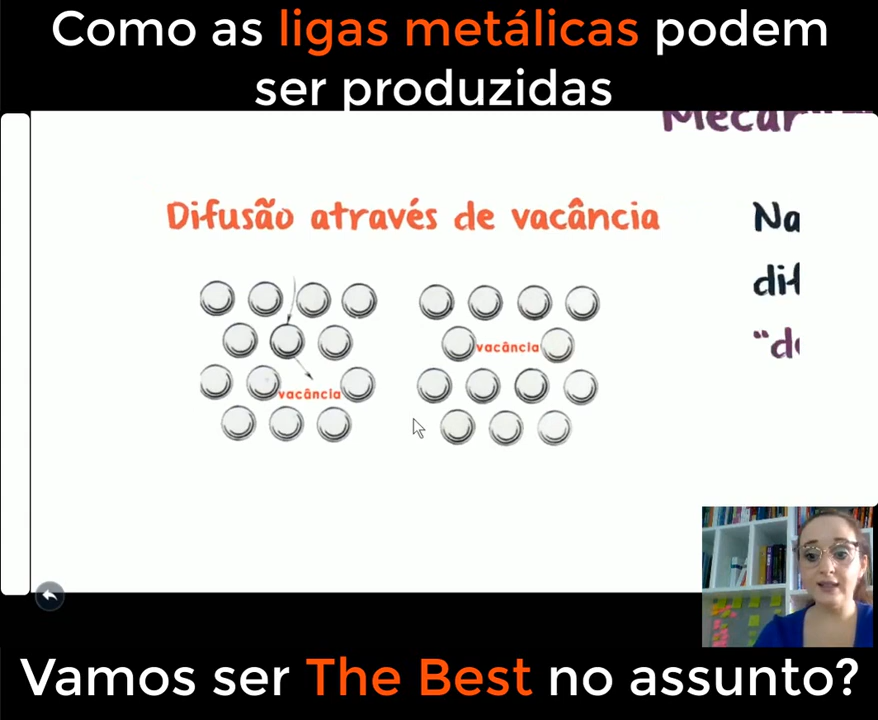 Como as ligas metálicas podem
ser produzidas
Difusão através de vacância
Na
vacância
vacância
Vamos ser The Best no assunto?